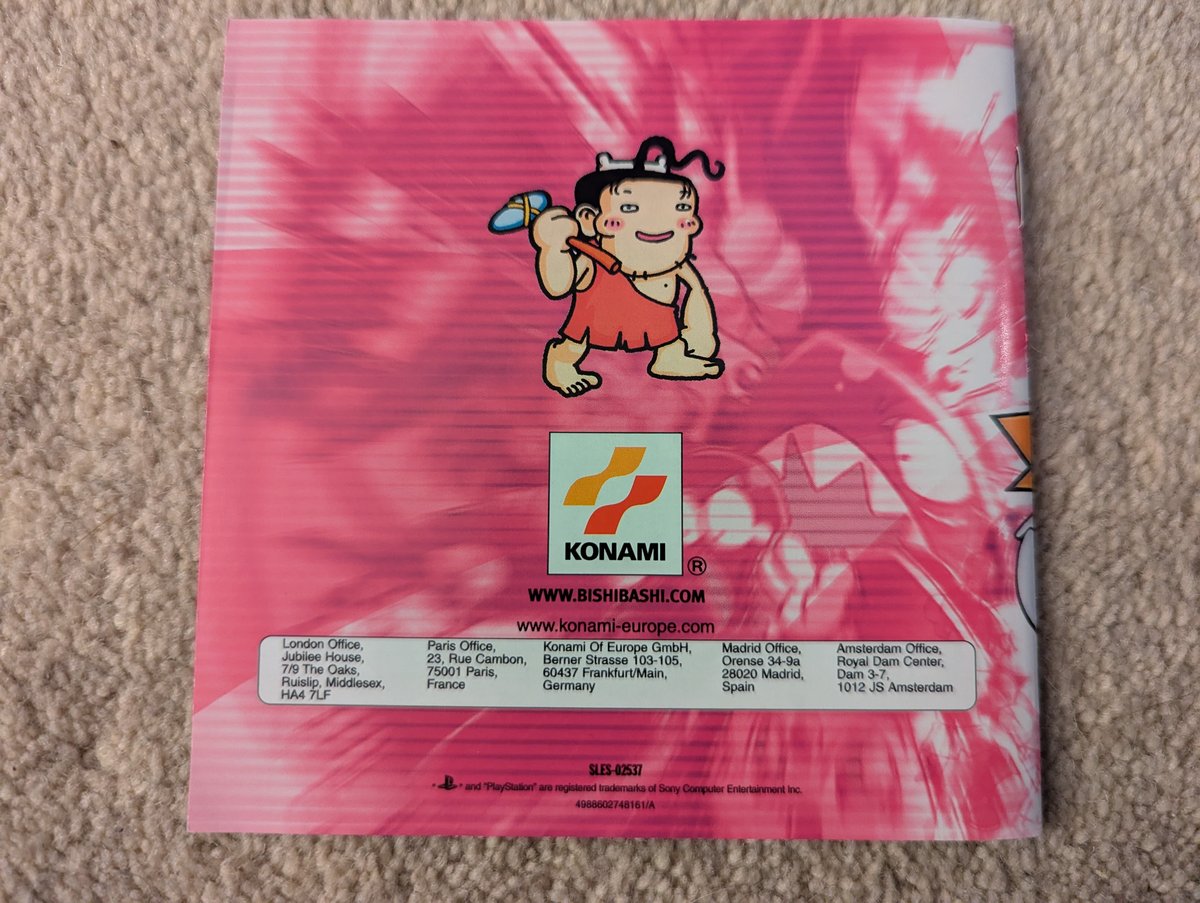 KONAMI
®
WWW.BISHIBASHI.COM
www.konami-europe.com
London Office,
Jubilee House,
7/9 The Oaks,
Ruislip, Middlesex,
HA4 7LF
Paris Office,
23, Rue Cambon,
75001 Paris,
France
Konami Of Europe GmbH,
Berner Strasse 103-105,
60437 Frankfurt/Main,
Germany
Madrid Office,
Orense 34-9a
28020 Madrid,
Spain
Amsterdam Office,
Royal Dam Center,
Dam 3-7,
1012 JS Amsterdam
SLES-02537
" " and "PlayStation" are registered trademarks of Sony Computer Entertainment Inc.
4988602748161/A